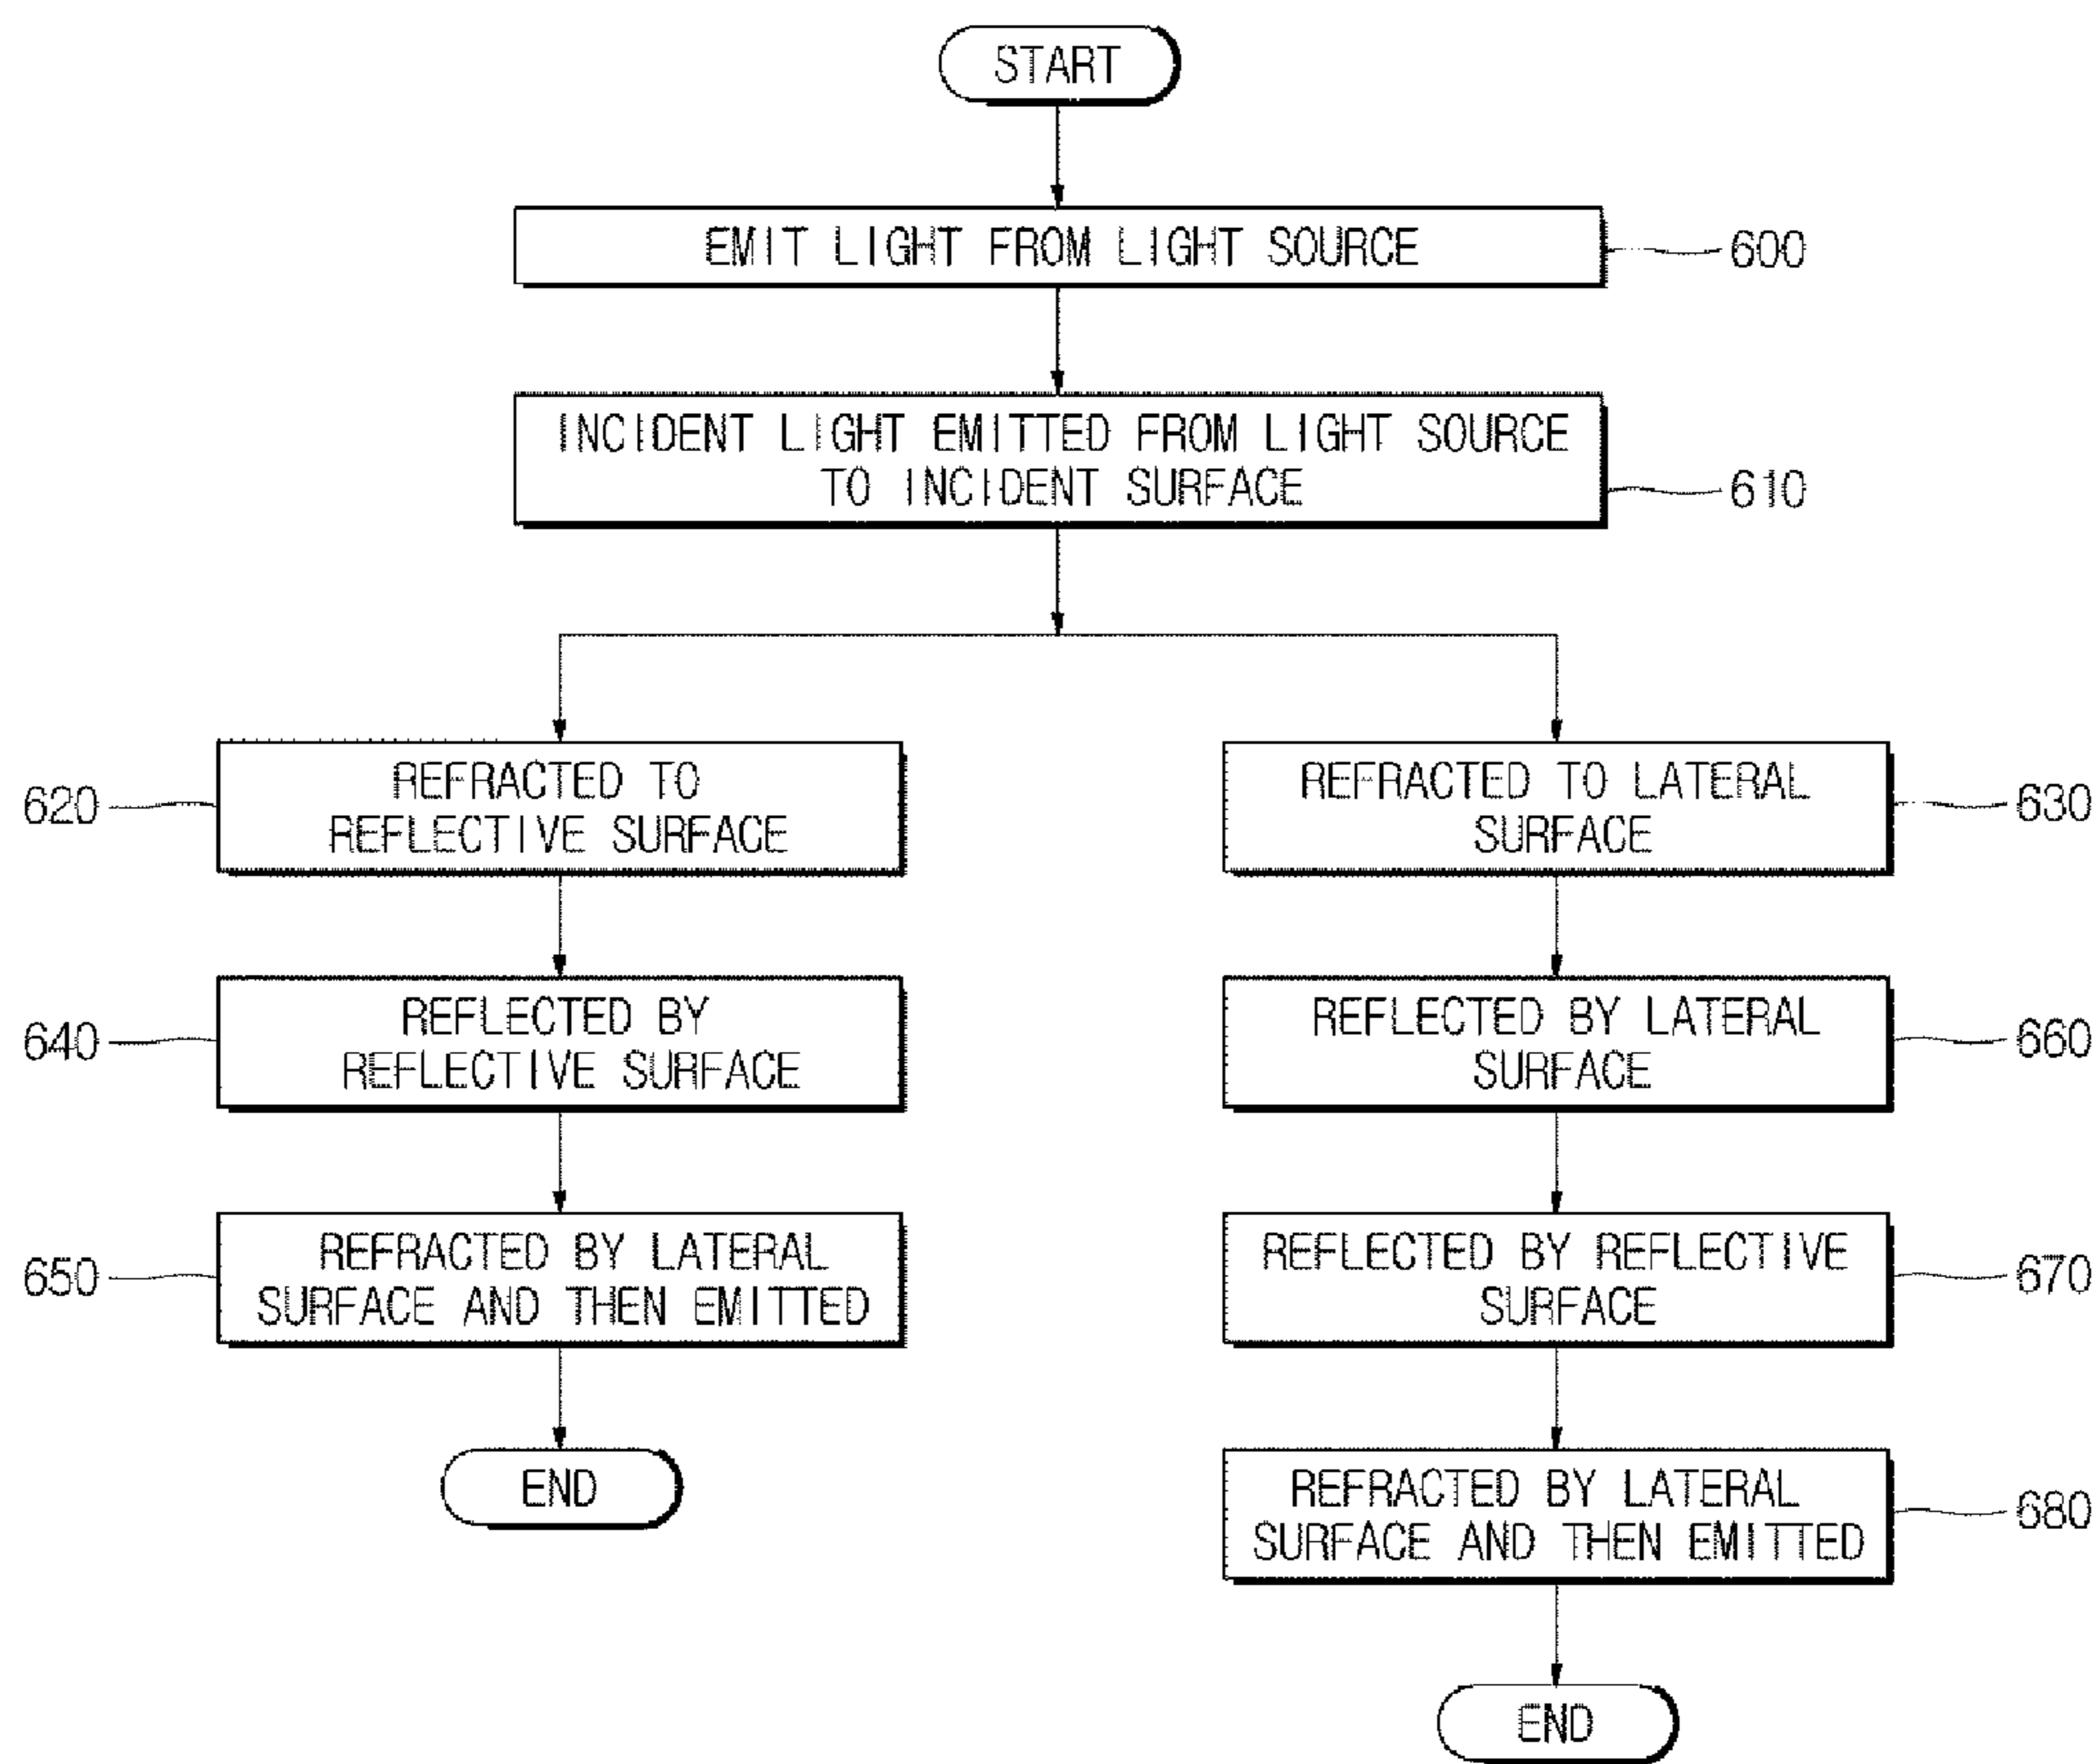 START
EMIT LIGHT FROM LIGHT SOURCE
600
INCIDENT LIGHT EMITTED FROM LIGHT SOURCE
TO INCIDENT SURFACE
610
620
REFRACTED TO
REFLECTIVE SURFACE
REFRACTED TO LATERAL
SURFACE
630
640
REFLECTED BY
REFLECTIVE SURFACE
REFLECTED BY LATERAL
SURFACE
660
650
REFRACTED BY LATERAL
SURFACE AND THEN EMITTED
REFLECTED BY REFLECTIVE
SURFACE
670
END
REFRACTED BY LATERAL
SURFACE AND THEN EMITTED
680
END